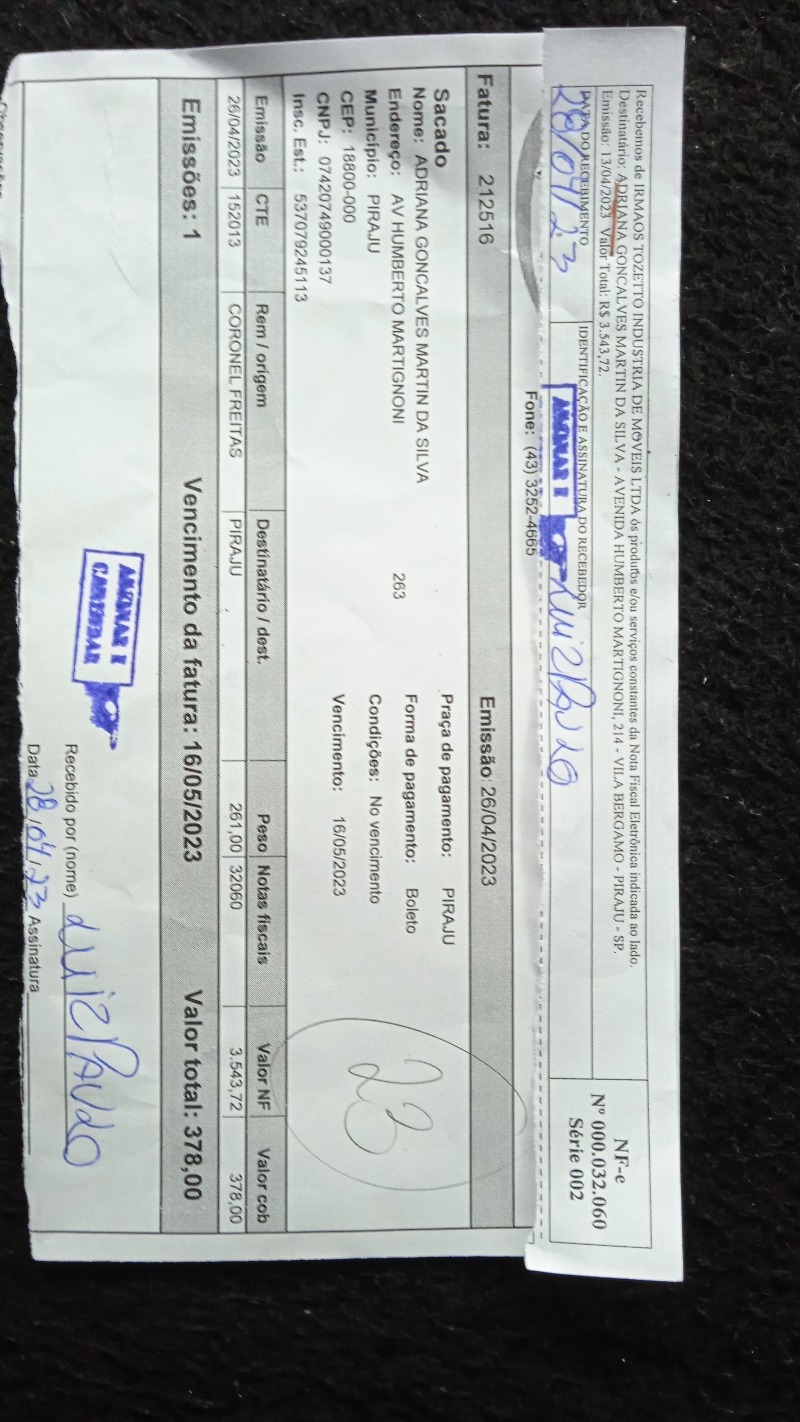 Recebemos de IRMAOS TOZETTO INDUSTRIA DE MOVEIS LTDA os produtos e/ou serviços constantes da Nota Fiscal Eletrônica indicada ao lado.
Destinatário: ADRIANA GONCALVES MARTIN DA SILVA - AVENIDA HUMBERTO MARTIGNONI, 214 - VILA BERGAMO - PIRAJU - SP.
Emissão: 13/04/2023 Valor Total: R$ 3.543,72.
NF-e
Nº 000.032.060
Série 002
DATA DO RECEBIMENTO
28/04/23
IDENTIFICAÇÃO E ASSINATURA DO RECEBEDOR
ASSINAR E
Luiz Paulo
Fone: (43) 3252-4665
Fatura: 212516
Emissão: 26/04/2023
Sacado
Nome: ADRIANA GONCALVES MARTIN DA SILVA
Endereço: AV HUMBERTO MARTIGNONI 263
Município: PIRAJU
CEP: 18800-000
CNPJ: 07420749000137
Insc. Est.: 537079245113
Praça de pagamento: PIRAJU
Forma de pagamento: Boleto
Condições: No vencimento
Vencimento: 16/05/2023
23
Emissão CTE Rem / origem Destinatário / dest. Peso Notas fiscais Valor NF Valor cob
26/04/2023 152013 CORONEL FREITAS PIRAJU 261,00 32060 3.543,72 378,00
Emissões: 1 Vencimento da fatura: 16/05/2023 Valor total: 378,00
ASSINAR E
CARIMBAR
Recebido por (nome) Luiz Paulo
Data 28/04/23 Assinatura